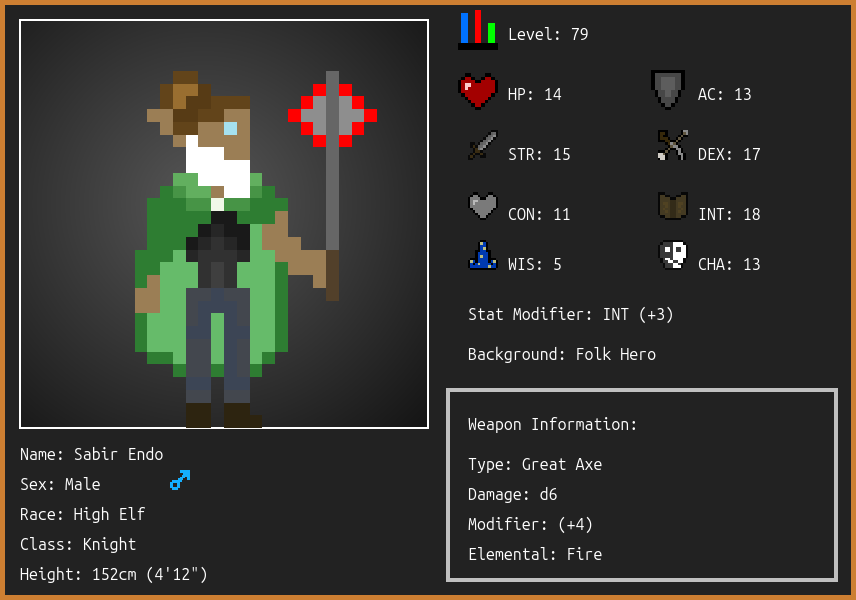 Level: 79
HP: 14
AC: 13
STR: 15
DEX: 17
CON: 11
INT: 18
WIS: 5
CHA: 13
Stat Modifier: INT (+3)
Background: Folk Hero
Weapon Information:
Type: Great Axe
Damage: d6
Modifier: (+4)
Elemental: Fire
Name: Sabir Endo
Sex: Male
Race: High Elf
Class: Knight
Height: 152cm (4'12")